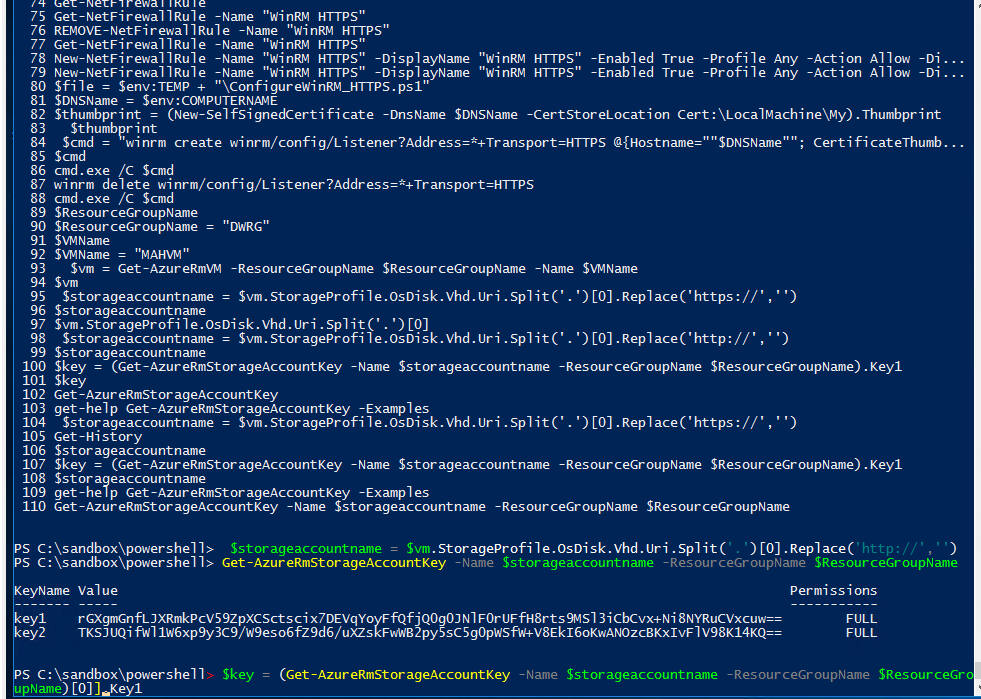 74 Get-NetFirewallRule
75 Get-NetFirewallRule -Name "WinRM HTTPS"
76 REMOVE-NetFirewallRule -Name "WinRM HTTPS"
77 Get-NetFirewallRule -Name "WinRM HTTPS"
78 New-NetFirewallRule -Name "WinRM HTTPS" -DisplayName "WinRM HTTPS" -Enabled True -Profile Any -Action Allow -Di...
79 New-NetFirewallRule -Name "WinRM HTTPS" -DisplayName "WinRM HTTPS" -Enabled True -Profile Any -Action Allow -Di...
80 $file = $env:TEMP + "\ConfigureWinRM_HTTPS.ps1"
81 $DNSName = $env:COMPUTERNAME
82 $thumbprint = (New-SelfSignedCertificate -DnsName $DNSName -CertStoreLocation Cert:\LocalMachine\My).Thumbprint
83   $thumbprint
84  $cmd = "winrm create winrm/config/Listener?Address=*+Transport=HTTPS @{Hostname=""$DNSName""; CertificateThumb...
85 $cmd
86 cmd.exe /C $cmd
87 winrm delete winrm/config/Listener?Address=*+Transport=HTTPS
88 cmd.exe /C $cmd
89 $ResourceGroupName
90 $ResourceGroupName = "DWRG"
91 $VMName
92 $VMName = "MAHVM"
93   $vm = Get-AzureRmVM -ResourceGroupName $ResourceGroupName -Name $VMName
94 $vm
95  $storageaccountname = $vm.StorageProfile.OsDisk.Vhd.Uri.Split('.')[0].Replace('https://','')
96 $storageaccountname
97 $vm.StorageProfile.OsDisk.Vhd.Uri.Split('.')[0]
98  $storageaccountname = $vm.StorageProfile.OsDisk.Vhd.Uri.Split('.')[0].Replace('http://','')
99 $storageaccountname
100 $key = (Get-AzureRmStorageAccountKey -Name $storageaccountname -ResourceGroupName $ResourceGroupName).Key1
101 $key
102 Get-AzureRmStorageAccountKey
103 get-help Get-AzureRmStorageAccountKey -Examples
104  $storageaccountname = $vm.StorageProfile.OsDisk.Vhd.Uri.Split('.')[0].Replace('https://','')
105 Get-History
106 $storageaccountname
107 $key = (Get-AzureRmStorageAccountKey -Name $storageaccountname -ResourceGroupName $ResourceGroupName).Key1
108 $storageaccountname
109 get-help Get-AzureRmStorageAccountKey -Examples
110 Get-AzureRmStorageAccountKey -Name $storageaccountname -ResourceGroupName $ResourceGroupName
PS C:\sandbox\powershell>  $storageaccountname = $vm.StorageProfile.OsDisk.Vhd.Uri.Split('.')[0].Replace('http://','')
PS C:\sandbox\powershell> Get-AzureRmStorageAccountKey -Name $storageaccountname -ResourceGroupName $ResourceGroupName
KeyName Value Permissions
------- ----- -----------
key1 rGXgmGnfLJXRmkPcV59ZpXCSctscix7DEVqYoyFfQfjQ0g0JNlF0rUFfH8rts9MSl3iCbCvx+Ni8NYRuCVxcuw== FULL
key2 TKSJUQifWl1W6xp9y3C9/W9eso6fZ9d6/uXZskFwWB2py5sC5gOpWSfW+V8EkI6oKwANOzcBKxIvFlV98K14KQ== FULL
PS C:\sandbox\powershell> $key = (Get-AzureRmStorageAccountKey -Name $storageaccountname -ResourceGroupName $ResourceGro
upName)[0]].Key1